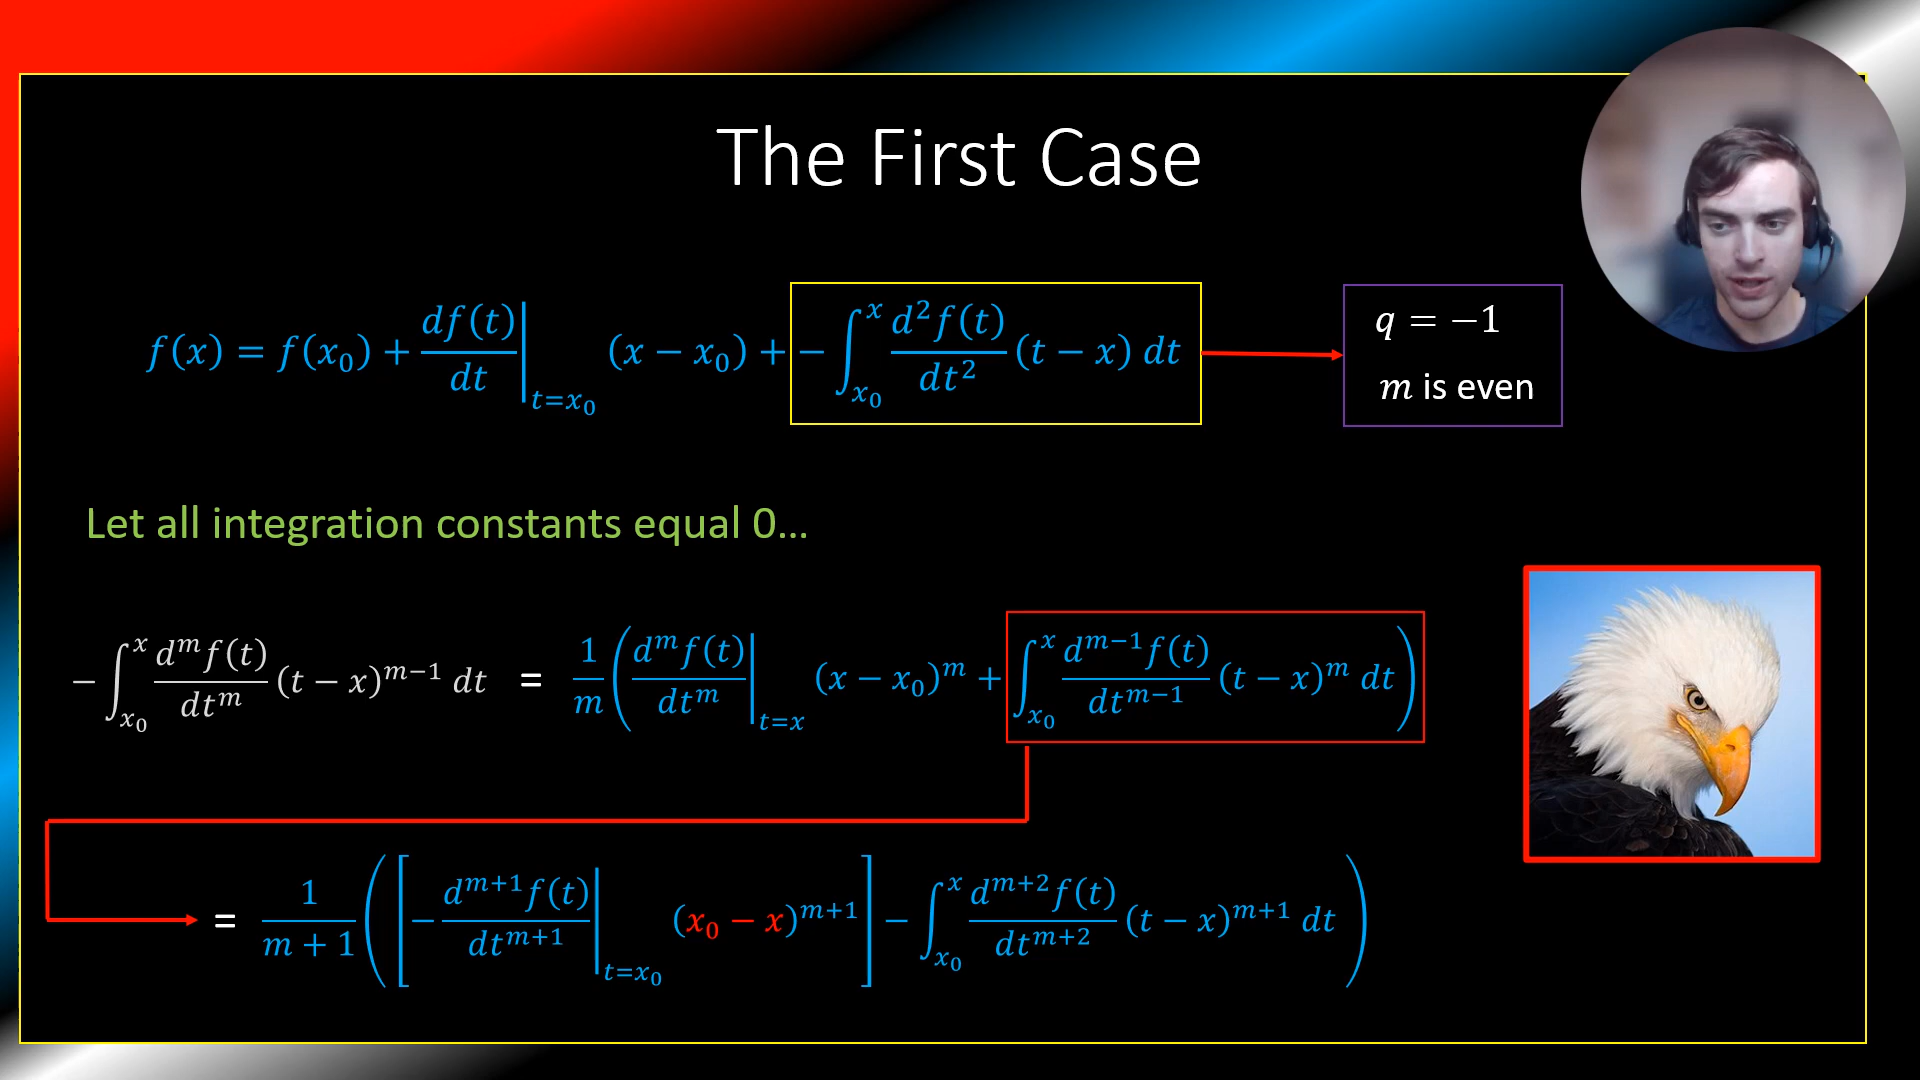 The First Case
f(x) = f(x₀) + df(t)/dt|ₜ₌ₓ₀ (x − x₀) + − ∫ₓ₀ˣ d²f(t)/dt² (t − x) dt
q = −1
m is even
Let all integration constants equal 0...
− ∫ₓ₀ˣ dᵐf(t)/dtᵐ (t − x)ᵐ⁻¹ dt = 1/m ( dᵐf(t)/dtᵐ|ₜ₌ₓ (x − x₀)ᵐ + ∫ₓ₀ˣ dᵐ⁻¹f(t)/dtᵐ⁻¹ (t − x)ᵐ dt )
= 1/(m + 1) ( [ − dᵐ⁺¹f(t)/dtᵐ⁺¹|ₜ₌ₓ₀ (x₀ − x)ᵐ⁺¹ ] − ∫ₓ₀ˣ dᵐ⁺²f(t)/dtᵐ⁺² (t − x)ᵐ⁺¹ dt )